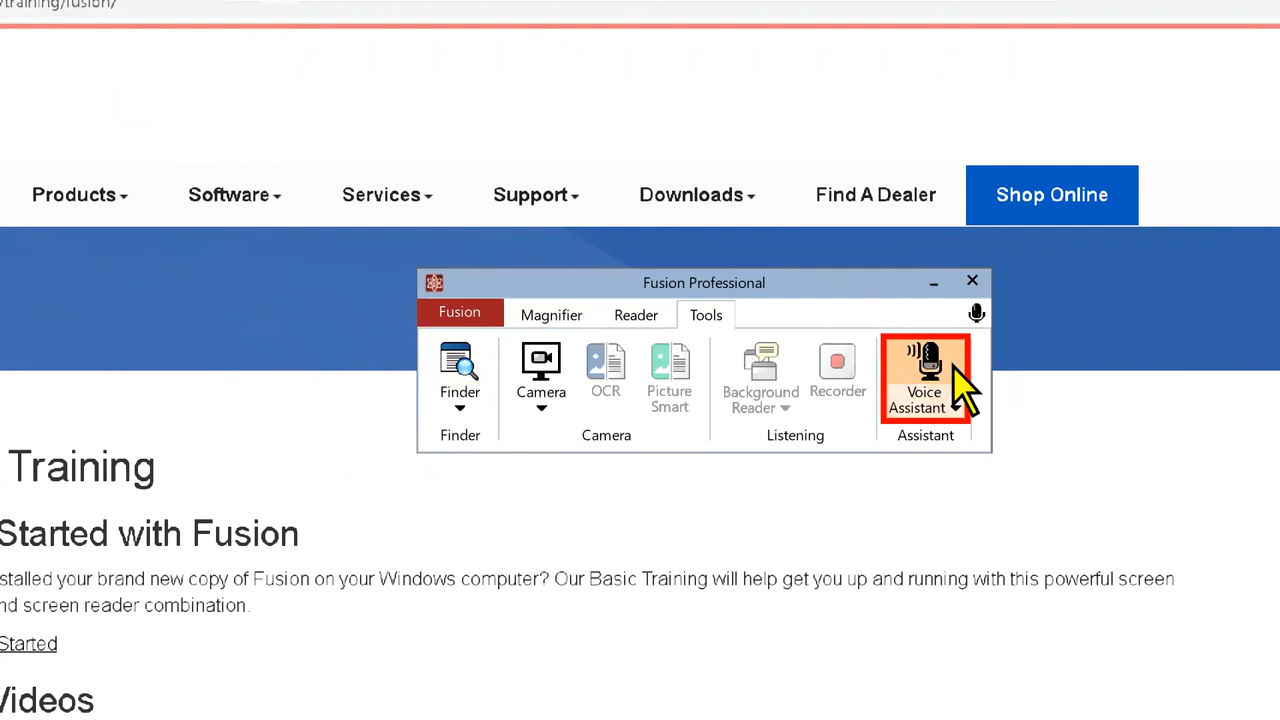 /training/fusion/
Products
Software
Services
Support
Downloads
Find A Dealer
Shop Online
Fusion Professional
Fusion
Magnifier
Reader
Tools
Finder
Camera
OCR
Picture
Smart
Background
Reader
Recorder
Voice
Assistant
Finder
Camera
Listening
Assistant
Training
Started with Fusion
stalled your brand new copy of Fusion on your Windows computer? Our Basic Training will help get you up and running with this powerful screen
nd screen reader combination.
Started
Videos